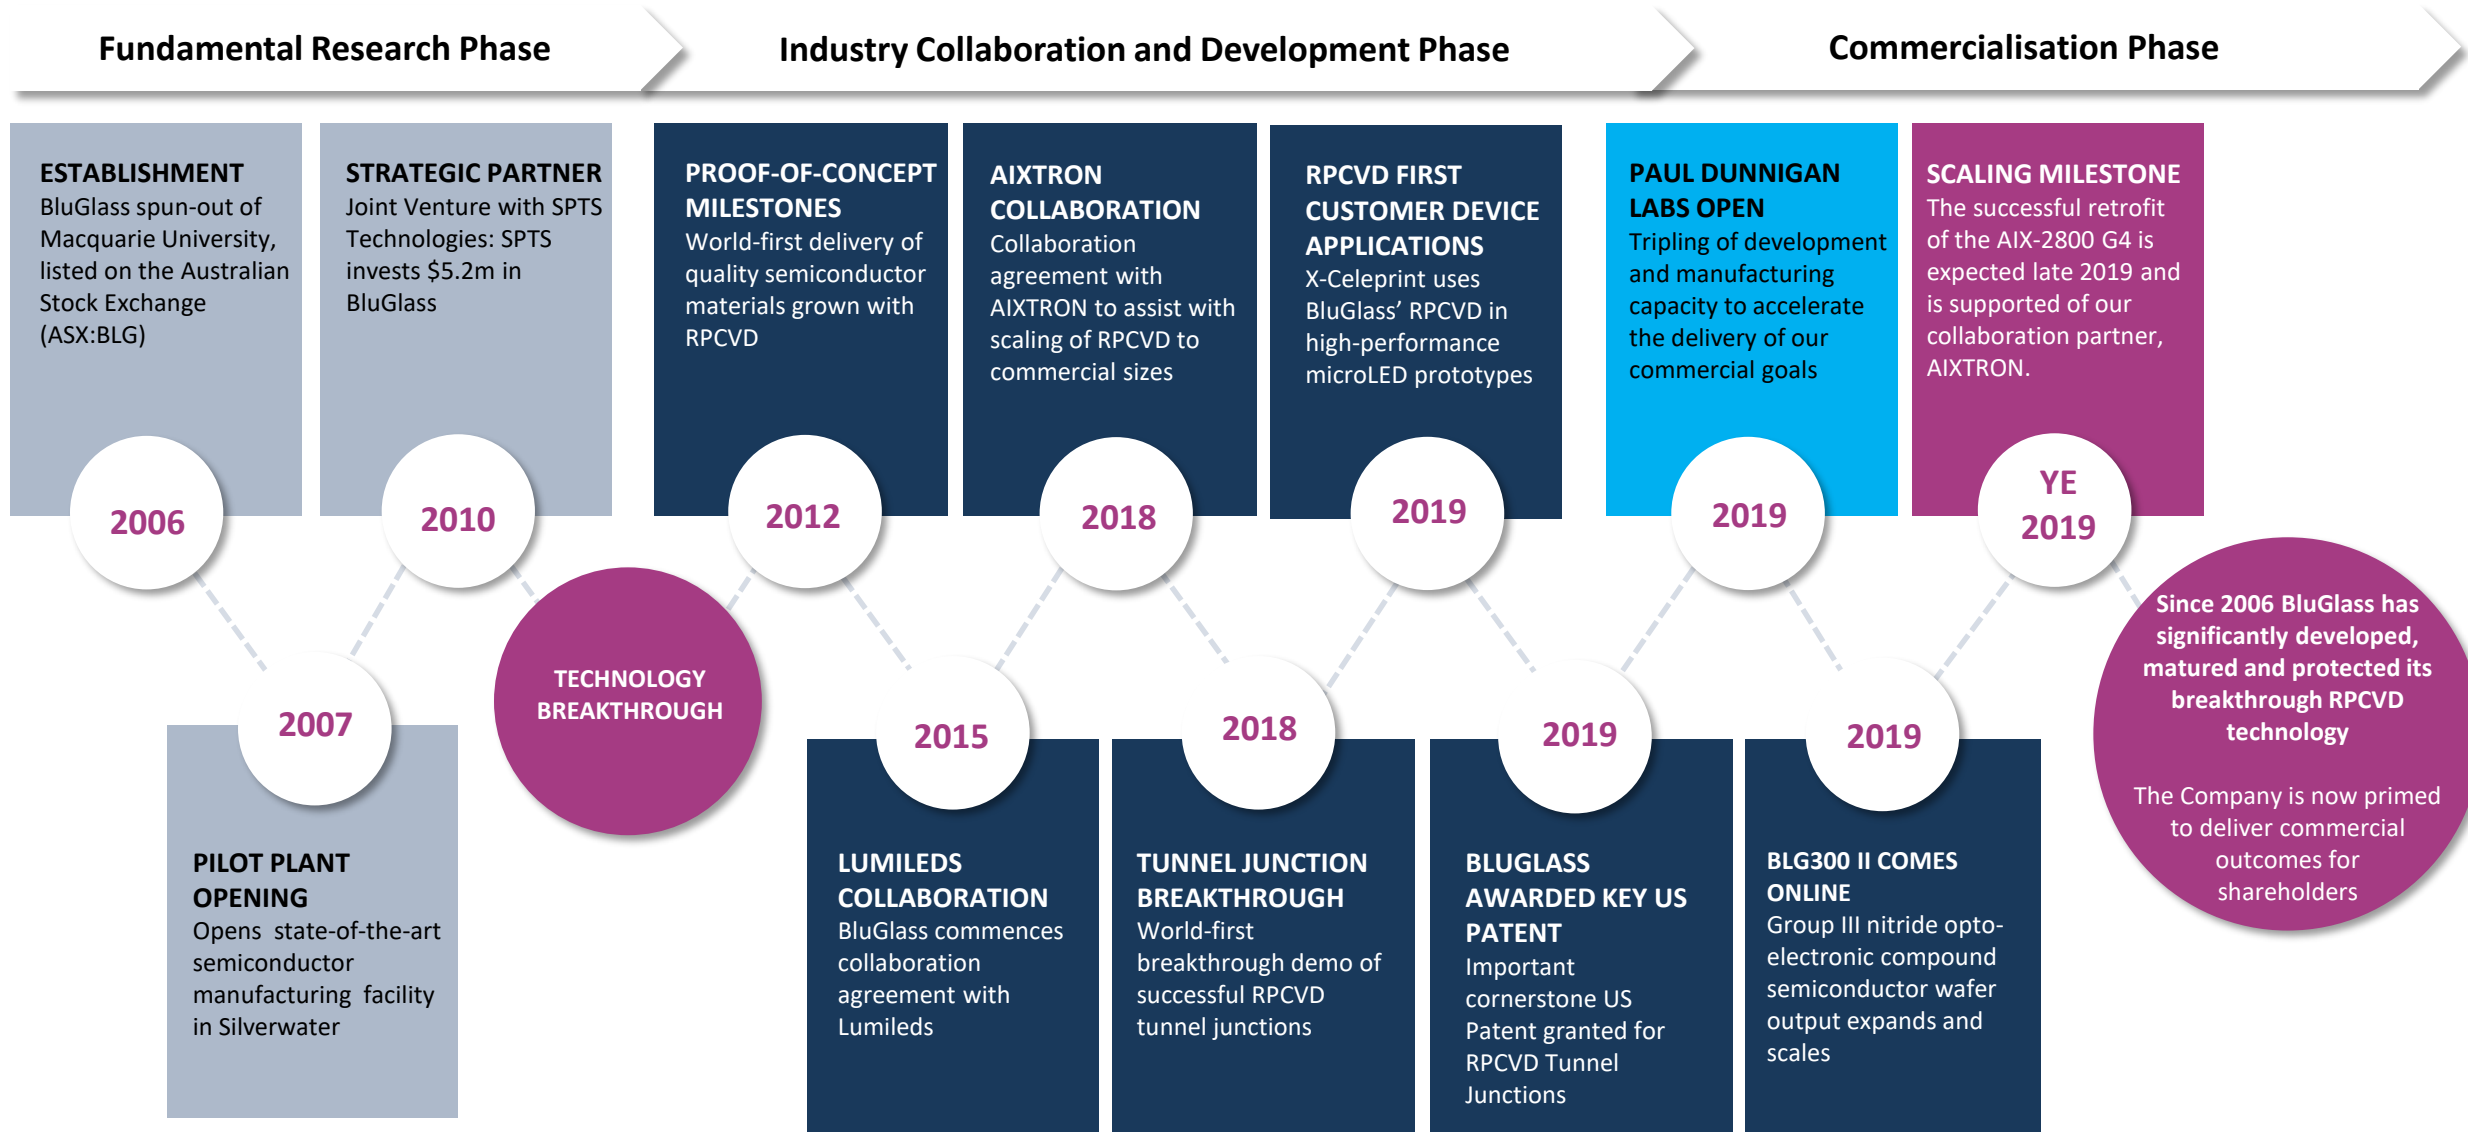 Fundamental Research Phase
Industry Collaboration and Development Phase
Commercialisation Phase
ESTABLISHMENT
BluGlass spun-out of
Macquarie University,
listed on the Australian
Stock Exchange
(ASX:BLG)
2006
PILOT PLANT
OPENING
Opens state-of-the-art
semiconductor
manufacturing facility
in Silverwater
2007
STRATEGIC PARTNER
Joint Venture with SPTS
Technologies: SPTS
invests $5.2m in
BluGlass
2010
TECHNOLOGY
BREAKTHROUGH
PROOF-OF-CONCEPT
MILESTONES
World-first delivery of
quality semiconductor
materials grown with
RPCVD
2012
2015
LUMILEDS
COLLABORATION
BluGlass commences
collaboration
agreement with
Lumileds
AIXTRON
COLLABORATION
Collaboration
agreement with
AIXTRON to assist with
scaling of RPCVD to
commercial sizes
2018
2018
TUNNEL JUNCTION
BREAKTHROUGH
World-first
breakthrough demo of
successful RPCVD
tunnel junctions
RPCVD FIRST
CUSTOMER DEVICE
APPLICATIONS
X-Celeprint uses
BluGlass’ RPCVD in
high-performance
microLED prototypes
2019
2019
BLUGLASS
AWARDED KEY US
PATENT
Important
cornerstone US
Patent granted for
RPCVD Tunnel
Junctions
PAUL DUNNIGAN
LABS OPEN
Tripling of development
and manufacturing
capacity to accelerate
the delivery of our
commercial goals
2019
2019
BLG300 II COMES
ONLINE
Group III nitride opto-
electronic compound
semiconductor wafer
output expands and
scales
SCALING MILESTONE
The successful retrofit
of the AIX-2800 G4 is
expected late 2019 and
is supported of our
collaboration partner,
AIXTRON.
YE
2019
Since 2006 BluGlass has
significantly developed,
matured and protected its
breakthrough RPCVD
technology
The Company is now primed
to deliver commercial
outcomes for
shareholders